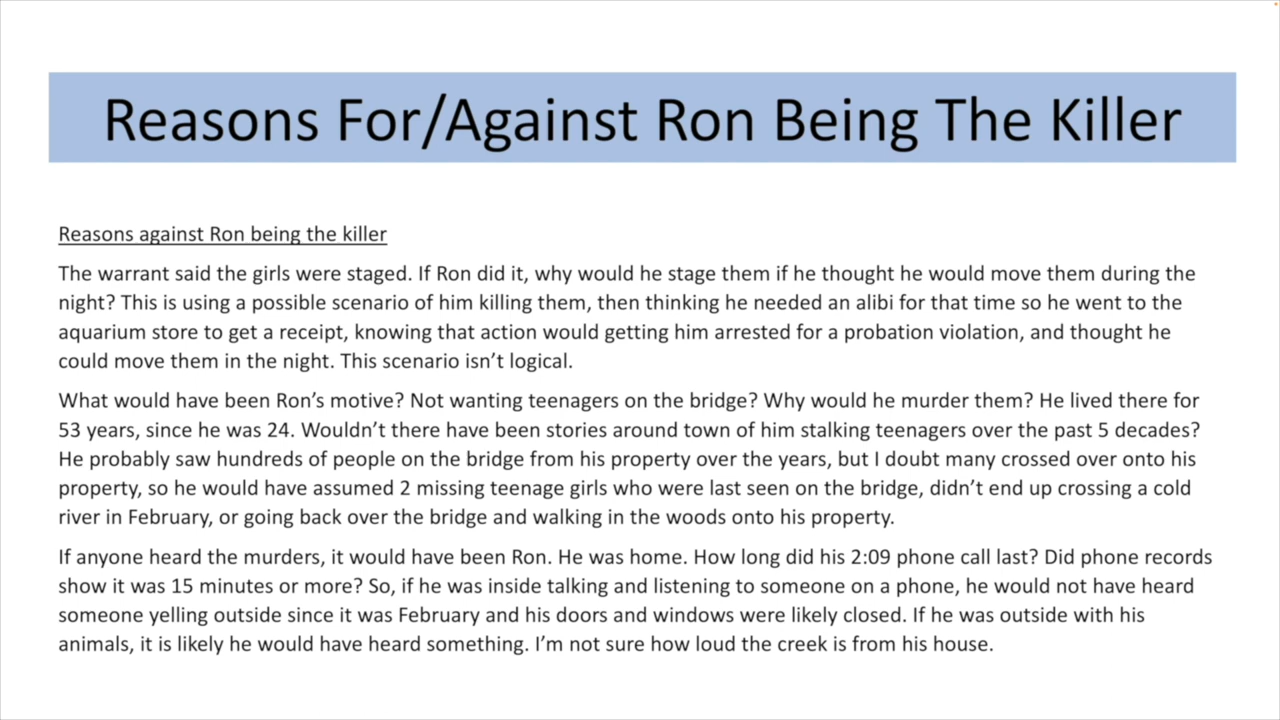 Reasons For/Against Ron Being The Killer
Reasons against Ron being the killer
The warrant said the girls were staged. If Ron did it, why would he stage them if he thought he would move them during the
night? This is using a possible scenario of him killing them, then thinking he needed an alibi for that time so he went to the
aquarium store to get a receipt, knowing that action would getting him arrested for a probation violation, and thought he
could move them in the night. This scenario isn’t logical.
What would have been Ron’s motive? Not wanting teenagers on the bridge? Why would he murder them? He lived there for
53 years, since he was 24. Wouldn’t there have been stories around town of him stalking teenagers over the past 5 decades?
He probably saw hundreds of people on the bridge from his property over the years, but I doubt many crossed over onto his
property, so he would have assumed 2 missing teenage girls who were last seen on the bridge, didn’t end up crossing a cold
river in February, or going back over the bridge and walking in the woods onto his property.
If anyone heard the murders, it would have been Ron. He was home. How long did his 2:09 phone call last? Did phone records
show it was 15 minutes or more? So, if he was inside talking and listening to someone on a phone, he would not have heard
someone yelling outside since it was February and his doors and windows were likely closed. If he was outside with his
animals, it is likely he would have heard something. I’m not sure how loud the creek is from his house.